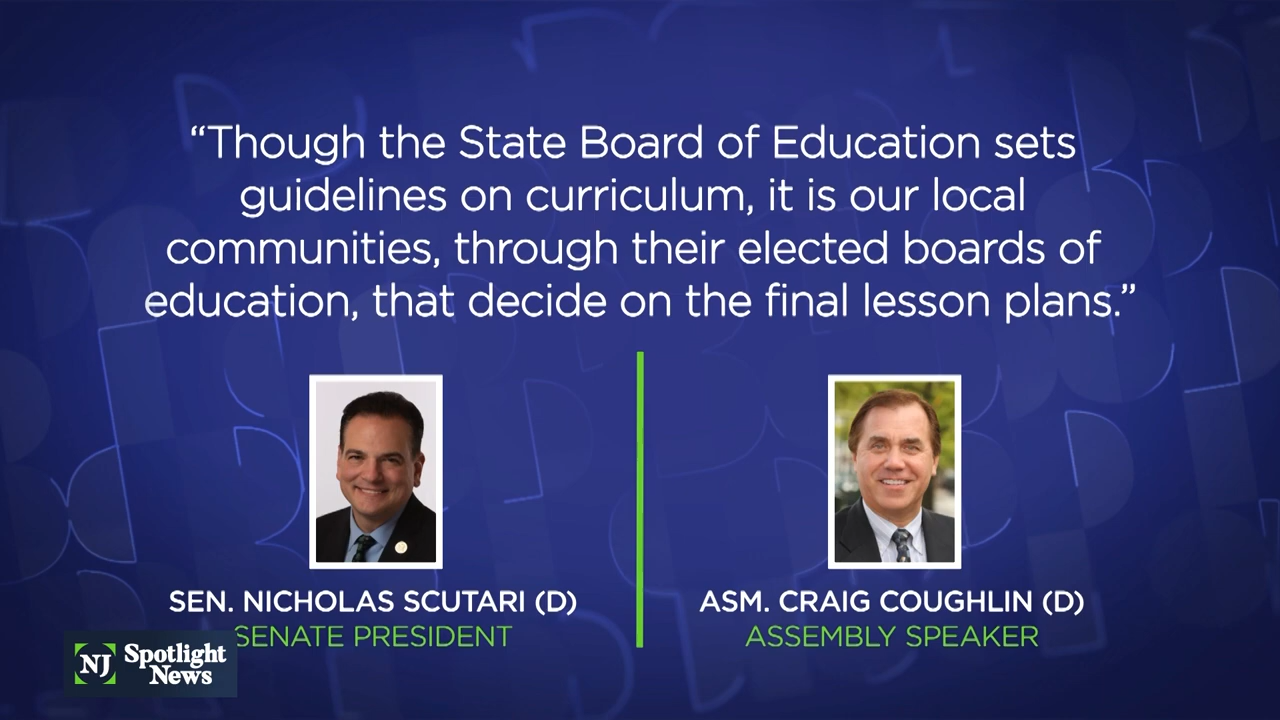 “Though the State Board of Education sets
guidelines on curriculum, it is our local
communities, through their elected boards of
education, that decide on the final lesson plans.”
SEN. NICHOLAS SCUTARI (D)
SENATE PRESIDENT
ASM. CRAIG COUGHLIN (D)
ASSEMBLY SPEAKER
NJ Spotlight
News